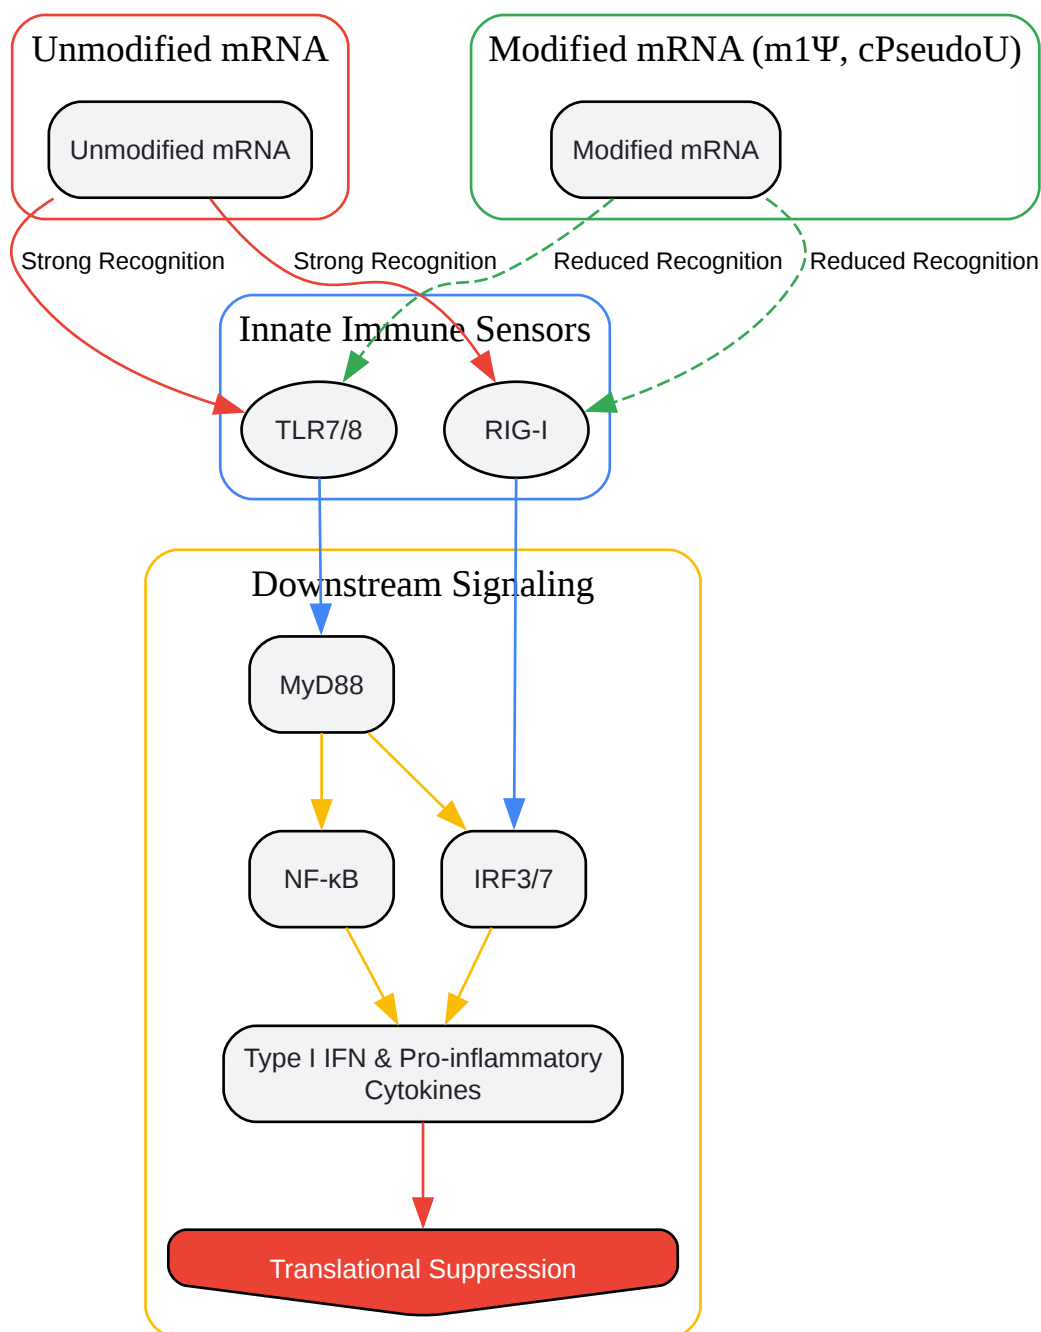 Unmodified mRNA
Modified mRNA (m1Ψ, cPseudoU)
Unmodified mRNA
Modified mRNA
Strong Recognition
Strong Recognition
Reduced Recognition
Reduced Recognition
Innate Immune Sensors
TLR7/8
RIG-I
Downstream Signaling
MyD88
NF-κB
IRF3/7
Type I IFN & Pro-inflammatory
Cytokines
Translational Suppression